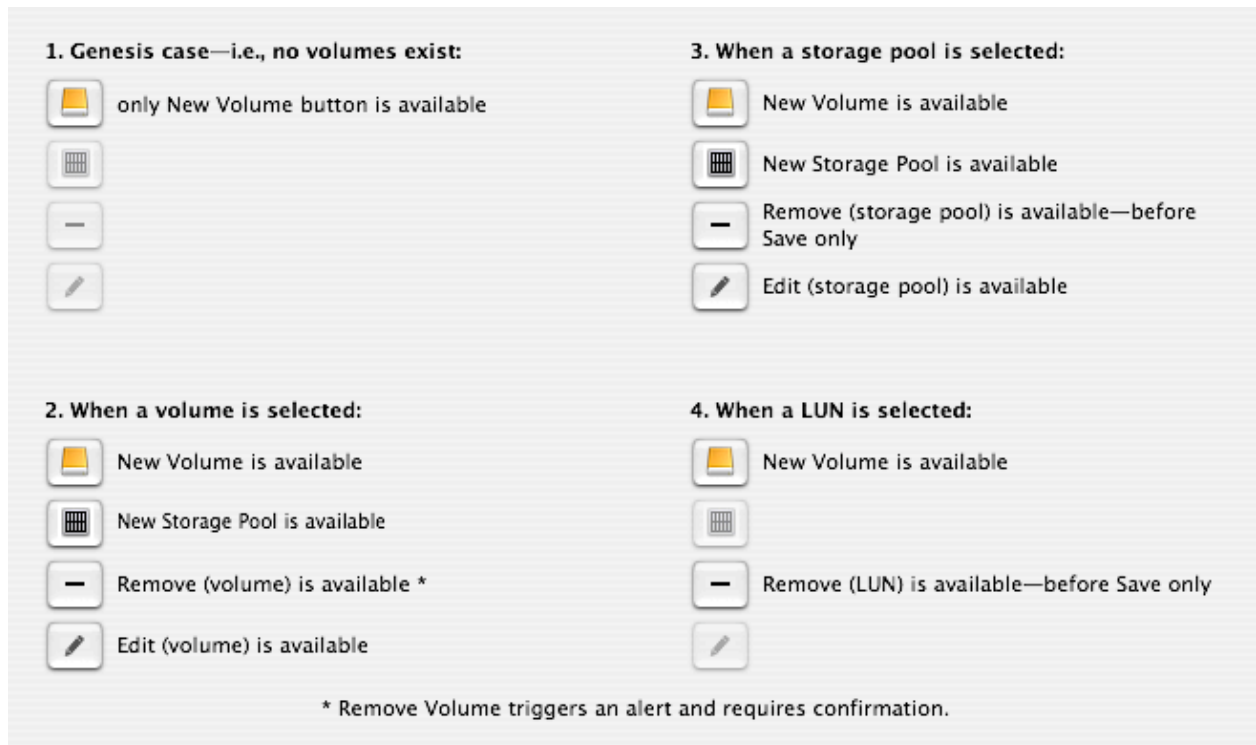 1. Genesis case—i.e., no volumes exist:
only New Volume button is available
2. When a volume is selected:
New Volume is available
New Storage Pool is available
Remove (volume) is available *
Edit (volume) is available
3. When a storage pool is selected:
New Volume is available
New Storage Pool is available
Remove (storage pool) is available—before
Save only
Edit (storage pool) is available
4. When a LUN is selected:
New Volume is available
Remove (LUN) is available—before Save only
* Remove Volume triggers an alert and requires confirmation.